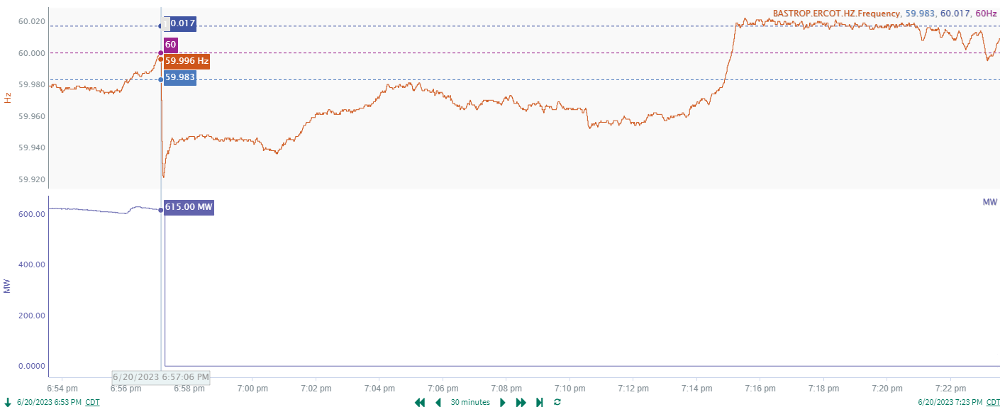 BASTROP.ERCOT.HZ.Frequency, 59.983, 60.017, 60Hz
60.020
60.000
59.980
59.960
59.940
59.920
Hz
0.017
60
59.996 Hz
59.983
MW
615.00 MW
600.00
400.00
200.00
0.0000
MW
6/20/2023 6:57:06 PM
6:54 pm 6:56 pm 6:58 pm 7:00 pm 7:02 pm 7:04 pm 7:06 pm 7:08 pm 7:10 pm 7:12 pm 7:14 pm 7:16 pm 7:18 pm 7:20 pm 7:22 pm
6/20/2023 6:53 PM CDT 30 minutes 6/20/2023 7:23 PM CDT